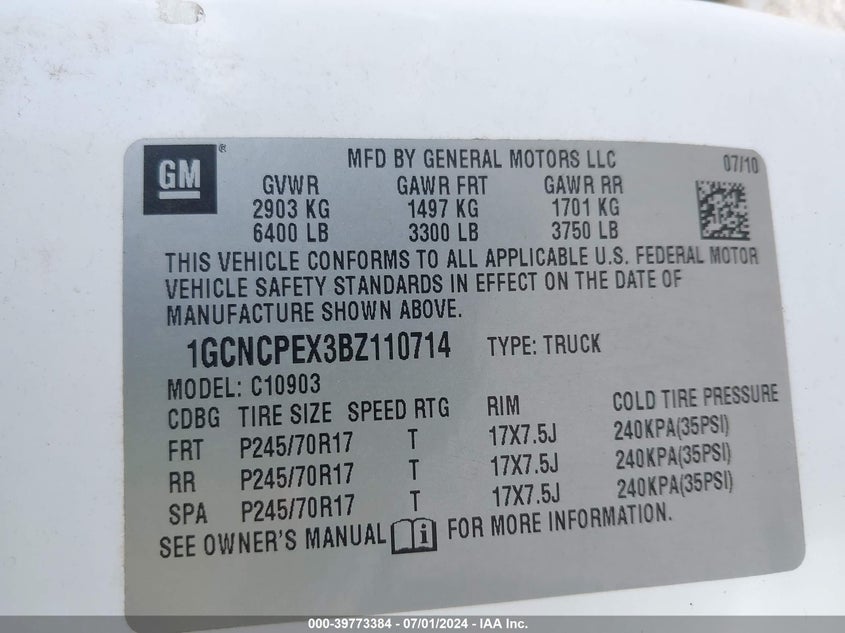 GM®
MFD BY GENERAL MOTORS LLC 07/10
GVWR GAWR FRT GAWR RR
2903 KG 1497 KG 1701 KG
6400 LB 3300 LB 3750 LB
THIS VEHICLE CONFORMS TO ALL APPLICABLE U.S. FEDERAL MOTOR
VEHICLE SAFETY STANDARDS IN EFFECT ON THE DATE OF
MANUFACTURE SHOWN ABOVE.
1GCNCPEX3BZ110714 TYPE: TRUCK
MODEL: C10903
CDBG TIRE SIZE SPEED RTG RIM COLD TIRE PRESSURE
FRT P245/70R17 T 17X7.5J 240KPA(35PSI)
RR P245/70R17 T 17X7.5J 240KPA(35PSI)
SPA P245/70R17 T 17X7.5J 240KPA(35PSI)
SEE OWNER'S MANUAL i FOR MORE INFORMATION.
000-39773384 / 07/01/2024 - IAA Inc.